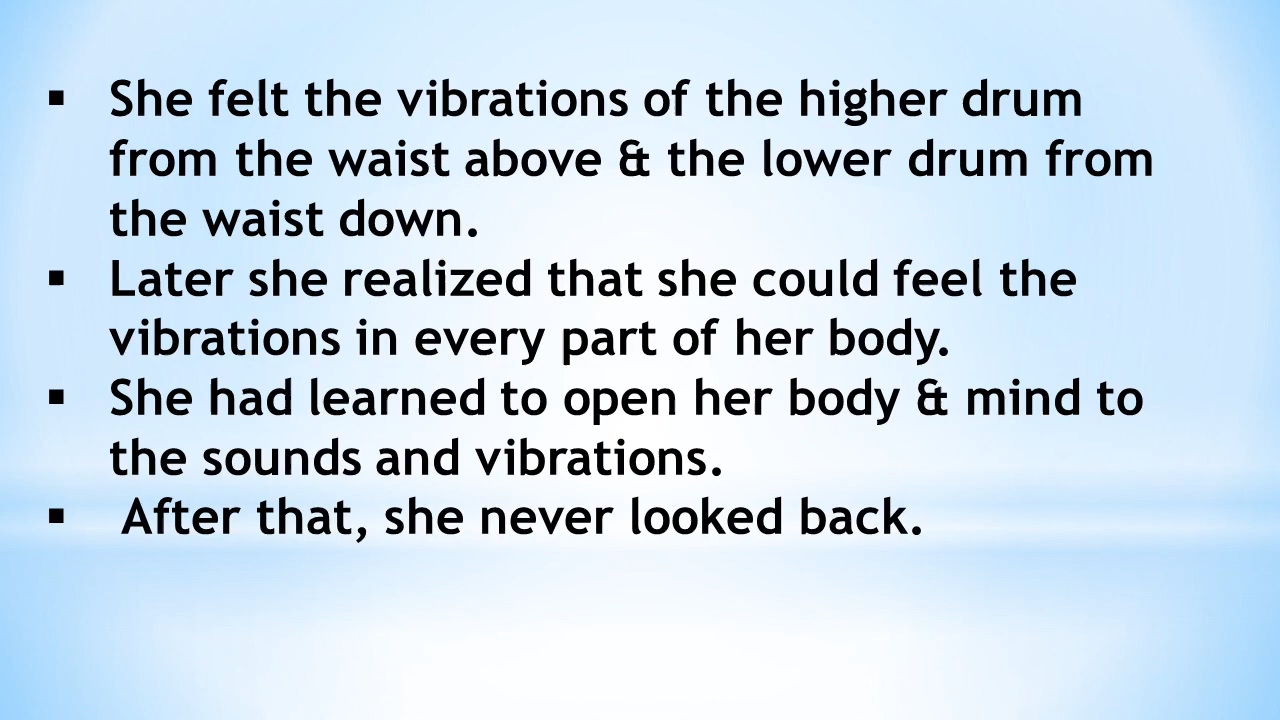 ▪ She felt the vibrations of the higher drum
from the waist above & the lower drum from
the waist down.
▪ Later she realized that she could feel the
vibrations in every part of her body.
▪ She had learned to open her body & mind to
the sounds and vibrations.
▪ After that, she never looked back.